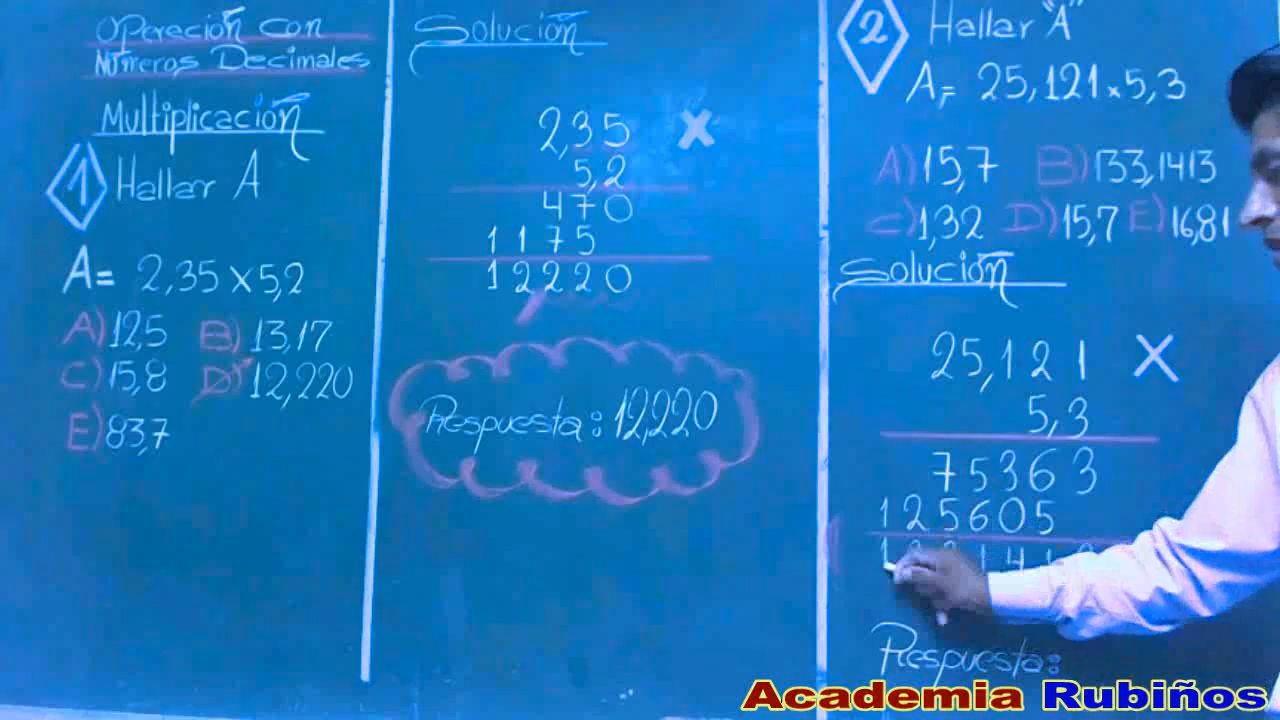 Operación con
Números Decimales
Multiplicación
1 Hallar A
A= 2,35 x 5,2
A) 12,5 B) 13,17
C) 15,8 D) 12,220
E) 83,7
Solución
2,35 x
5,2
470
1175
12220
Respuesta: 12,220
2 Hallar "A"
A= 25,121 x 5,3
A) 15,7 B) 133,1413
C) 1,32 D) 15,7 E) 16,81
Solución
25,121 X
5,3
75363
125605
Respuesta:
Academia Rubiños